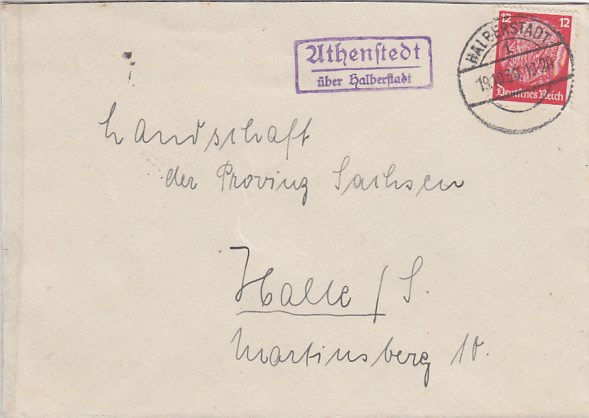 Athenstedt
über Halberstadt
HALBERSTADT
12 12
Deutsches Reich
Landschaft
der Provinz Sachsen
Halle / S.
Martinsberg 10.